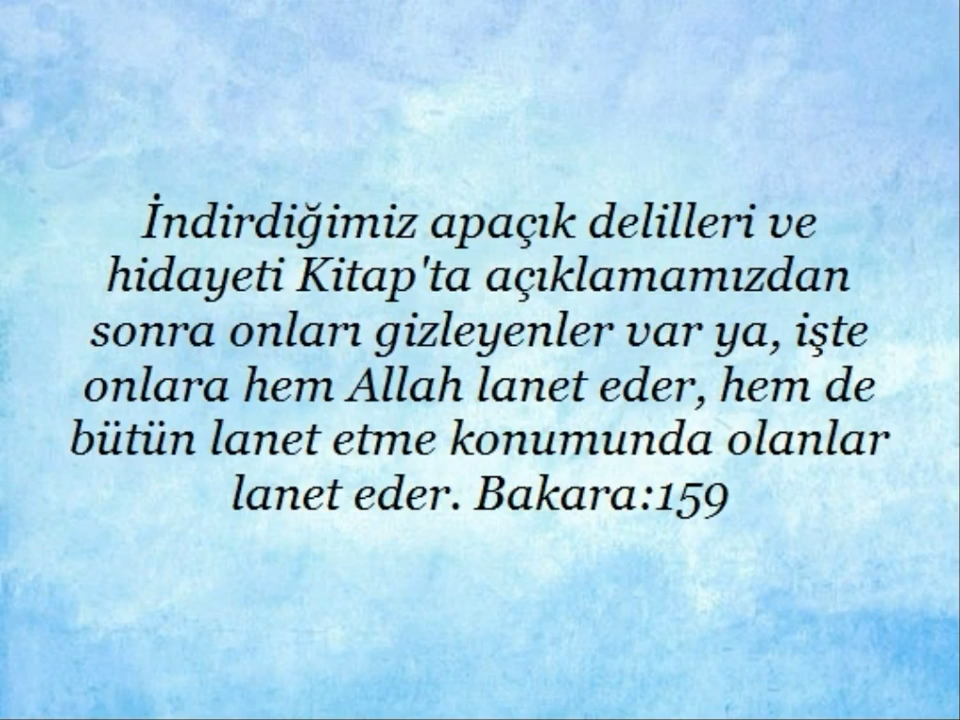 İndirdiğimiz apaçık delilleri ve
hidayeti Kitap'ta açıklamamızdan
sonra onları gizleyenler var ya, işte
onlara hem Allah lanet eder, hem de
bütün lanet etme konumunda olanlar
lanet eder. Bakara:159